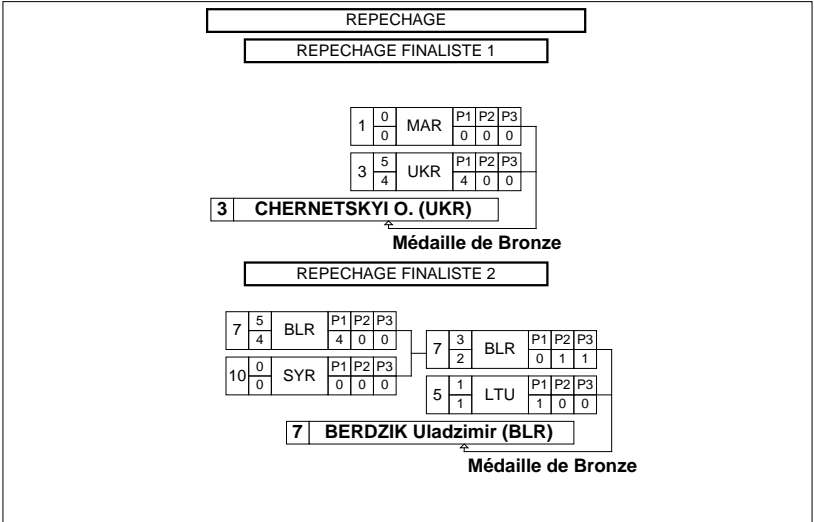 REPECHAGE
REPECHAGE FINALISTE 1
1 0 0 MAR P1 P2 P3
0 0 0
3 5 4 UKR P1 P2 P3
4 0 0
3 CHERNETSKYI O. (UKR)
Médaille de Bronze
REPECHAGE FINALISTE 2
7 5 4 BLR P1 P2 P3
4 0 0
10 0 0 SYR P1 P2 P3
0 0 0
7 3 2 BLR P1 P2 P3
0 1 1
5 1 1 LTU P1 P2 P3
1 0 0
7 BERDZIK Uladzimir (BLR)
Médaille de Bronze